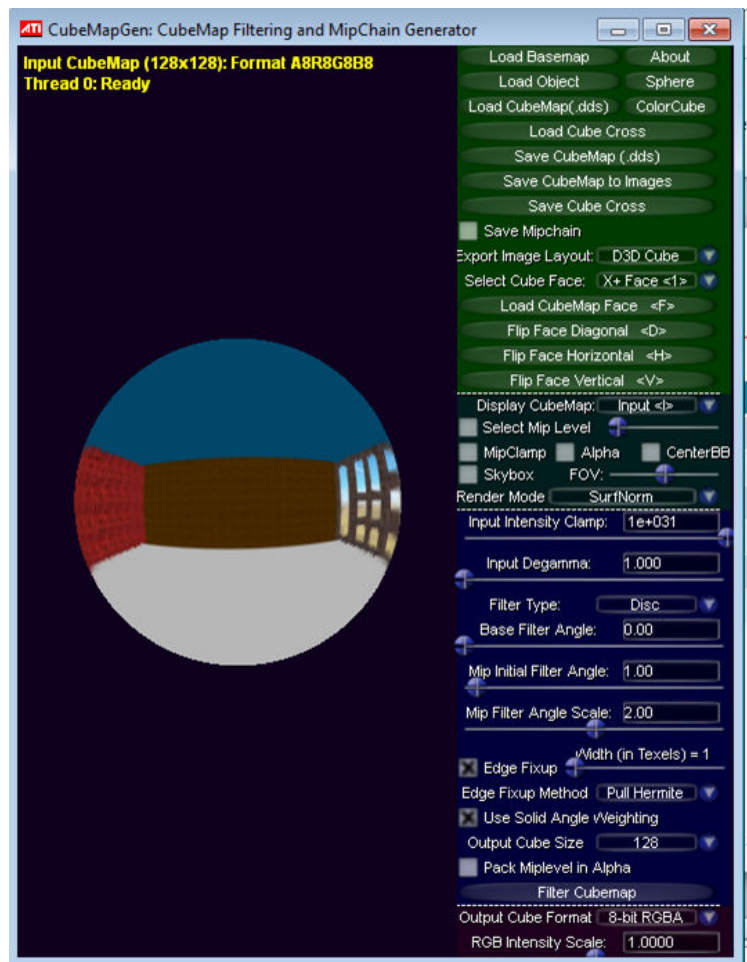 ATI CubeMapGen: CubeMap Filtering and MipChain Generator
Input CubeMap (128x128): Format A8R8G8B8
Thread 0: Ready
Load Basemap About
Load Object Sphere
Load CubeMap(.dds) ColorCube
Load Cube Cross
Save CubeMap (.dds)
Save CubeMap to Images
Save Cube Cross
Save Mipchain
Export Image Layout: D3D Cube
Select Cube Face: X+ Face <1>
Load CubeMap Face <F>
Flip Face Diagonal <D>
Flip Face Horizontal <H>
Flip Face Vertical <V>
Display CubeMap: Input <I>
Select Mip Level
MipClamp Alpha CenterBB
Skybox FOV:
Render Mode SurfNorm
Input Intensity Clamp: 1e+031
Input Degamma: 1.000
Filter Type: Disc
Base Filter Angle: 0.00
Mip Initial Filter Angle: 1.00
Mip Filter Angle Scale: 2.00
Width (in Texels) = 1
Edge Fixup
Edge Fixup Method Pull Hermite
Use Solid Angle Weighting
Output Cube Size 128
Pack Miplevel in Alpha
Filter Cubemap
Output Cube Format 8-bit RGBA
RGB Intensity Scale: 1.0000